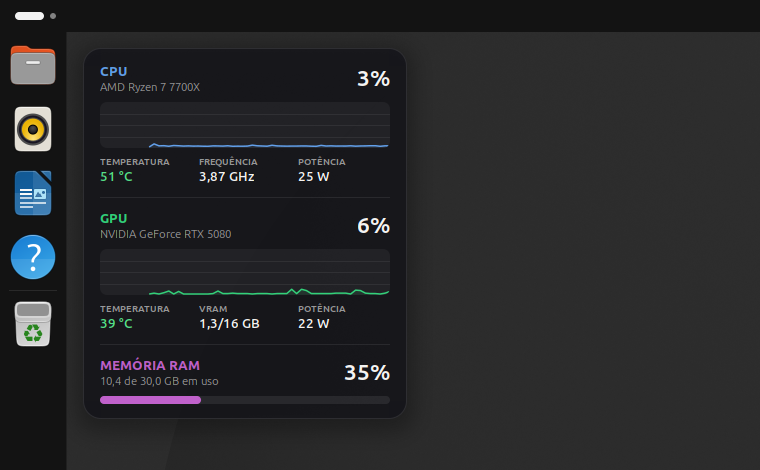 CPU
AMD Ryzen 7 7700X
3%
TEMPERATURA FREQUÊNCIA POTÊNCIA
51 °C 3,87 GHz 25 W
GPU
NVIDIA GeForce RTX 5080
6%
TEMPERATURA VRAM POTÊNCIA
39 °C 1,3/16 GB 22 W
MEMÓRIA RAM
10,4 de 30,0 GB em uso
35%
?